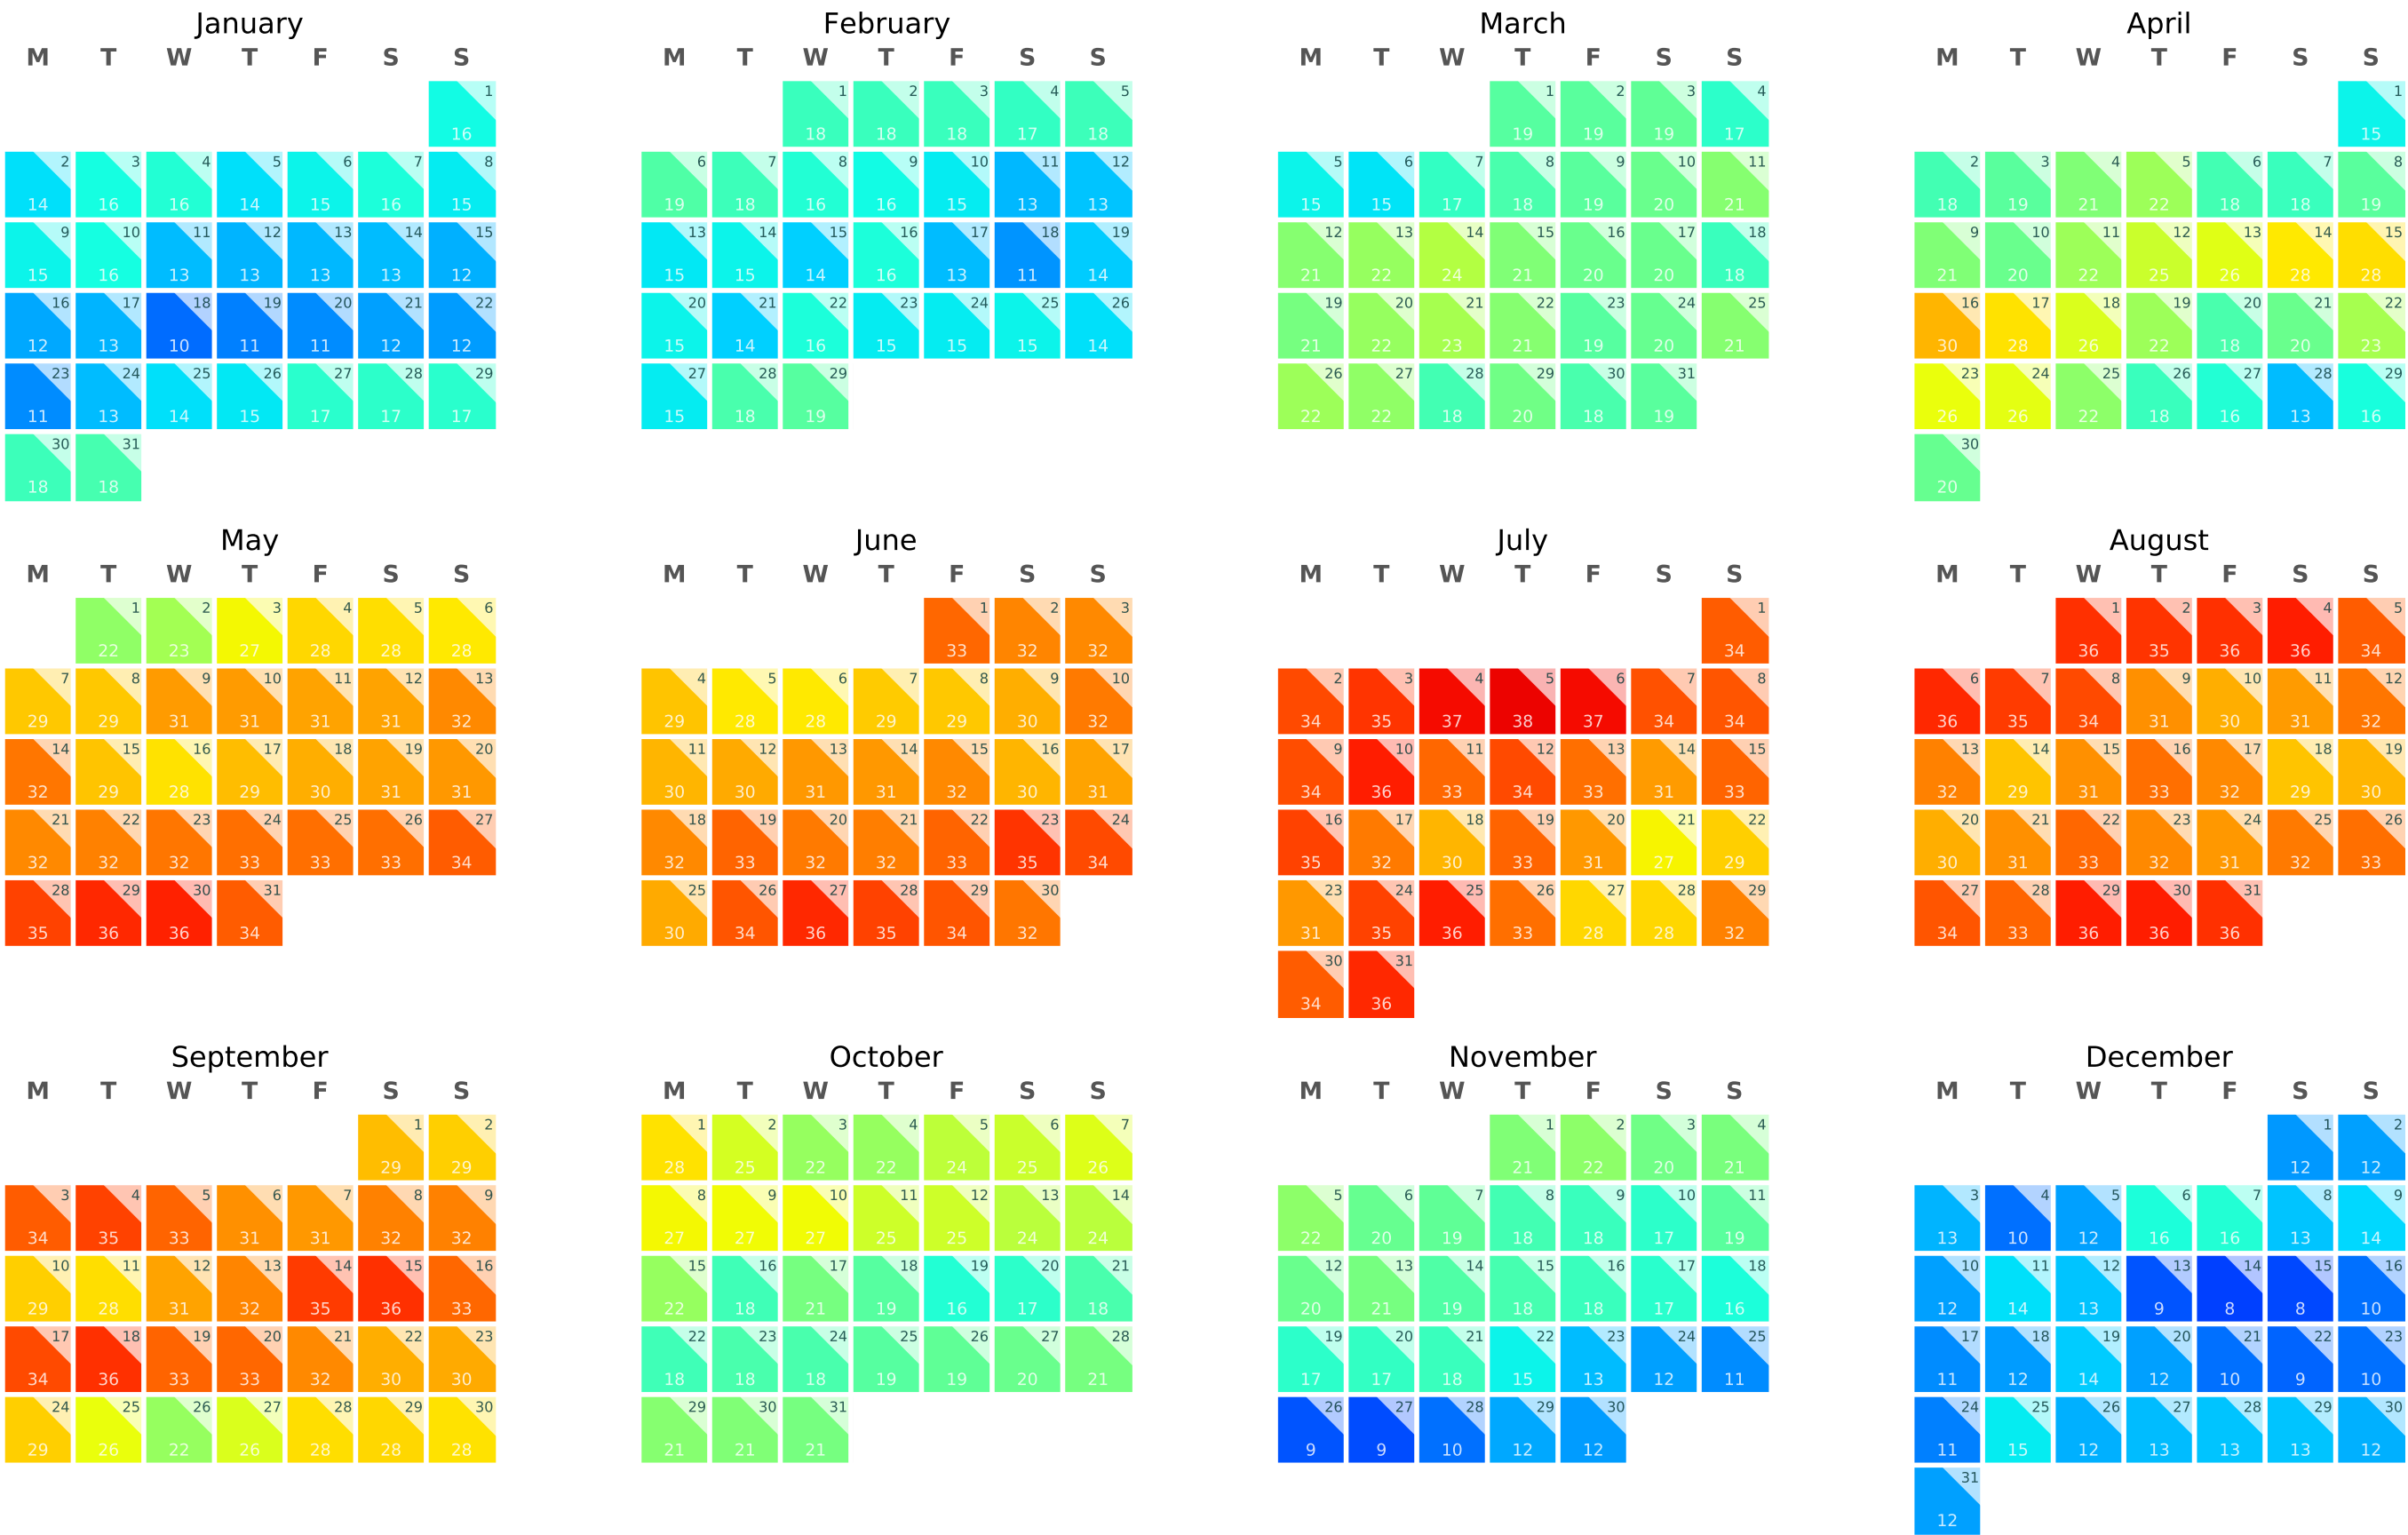 January
M T W T F S S
1
16
2 3 4 5 6 7 8
14 16 16 14 15 16 15
9 10 11 12 13 14 15
15 16 13 13 13 13 12
16 17 18 19 20 21 22
12 13 10 11 11 12 12
23 24 25 26 27 28 29
11 13 14 15 17 17 17
30 31
18 18
February
M T W T F S S
1 2 3 4 5
18 18 18 17 18
6 7 8 9 10 11 12
19 18 16 16 15 13 13
13 14 15 16 17 18 19
15 15 14 16 13 11 14
20 21 22 23 24 25 26
15 14 16 15 15 15 14
27 28 29
15 18 19
March
M T W T F S S
1 2 3 4
19 19 19 17
5 6 7 8 9 10 11
15 15 17 18 19 20 21
12 13 14 15 16 17 18
21 22 24 21 20 20 18
19 20 21 22 23 24 25
21 22 23 21 19 20 21
26 27 28 29 30 31
22 22 18 20 18 19
April
M T W T F S S
1
15
2 3 4 5 6 7 8
18 19 21 22 18 18 19
9 10 11 12 13 14 15
21 20 22 25 26 28 28
16 17 18 19 20 21 22
30 28 26 22 18 20 23
23 24 25 26 27 28 29
26 26 22 18 16 13 16
30
20
May
M T W T F S S
1 2 3 4 5 6
22 23 27 28 28 28
7 8 9 10 11 12 13
29 29 31 31 31 31 32
14 15 16 17 18 19 20
32 29 28 29 30 31 31
21 22 23 24 25 26 27
32 32 32 33 33 33 34
28 29 30 31
35 36 36 34
June
M T W T F S S
1 2 3
33 32 32
4 5 6 7 8 9 10
29 28 28 29 29 30 32
11 12 13 14 15 16 17
30 30 31 31 32 30 31
18 19 20 21 22 23 24
32 33 32 32 33 35 34
25 26 27 28 29 30
30 34 36 35 34 32
July
M T W T F S S
1
34
2 3 4 5 6 7 8
34 35 37 38 37 34 34
9 10 11 12 13 14 15
34 36 33 34 33 31 33
16 17 18 19 20 21 22
35 32 30 33 31 27 29
23 24 25 26 27 28 29
31 35 36 33 28 28 32
30 31
34 36
August
M T W T F S S
1 2 3 4 5
36 35 36 36 34
6 7 8 9 10 11 12
36 35 34 31 30 31 32
13 14 15 16 17 18 19
32 29 31 33 32 29 30
20 21 22 23 24 25 26
30 31 33 32 31 32 33
27 28 29 30 31
34 33 36 36 36
September
M T W T F S S
1 2
29 29
3 4 5 6 7 8 9
34 35 33 31 31 32 32
10 11 12 13 14 15 16
29 28 31 32 35 36 33
17 18 19 20 21 22 23
34 36 33 33 32 30 30
24 25 26 27 28 29 30
29 26 22 26 28 28 28
October
M T W T F S S
1 2 3 4 5 6 7
28 25 22 22 24 25 26
8 9 10 11 12 13 14
27 27 27 25 25 24 24
15 16 17 18 19 20 21
22 18 21 19 16 17 18
22 23 24 25 26 27 28
18 18 18 19 19 20 21
29 30 31
21 21 21
November
M T W T F S S
1 2 3 4
21 22 20 21
5 6 7 8 9 10 11
22 20 19 18 18 17 19
12 13 14 15 16 17 18
20 21 19 18 18 17 16
19 20 21 22 23 24 25
17 17 18 15 13 12 11
26 27 28 29 30
9 9 10 12 12
December
M T W T F S S
1 2
12 12
3 4 5 6 7 8 9
13 10 12 16 16 13 14
10 11 12 13 14 15 16
12 14 13 9 8 8 10
17 18 19 20 21 22 23
11 12 14 12 10 9 10
24 25 26 27 28 29 30
11 15 12 13 13 13 12
31
12